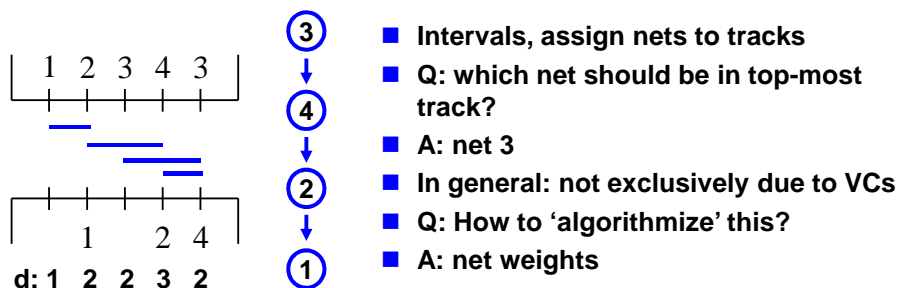 1 2 3 4 3
1 2 4
d: 1 2 2 3 2
3
4
2
1
Intervals, assign nets to tracks
Q: which net should be in top-most
track?
A: net 3
In general: not exclusively due to VCs
Q: How to ‘algorithmize’ this?
A: net weights